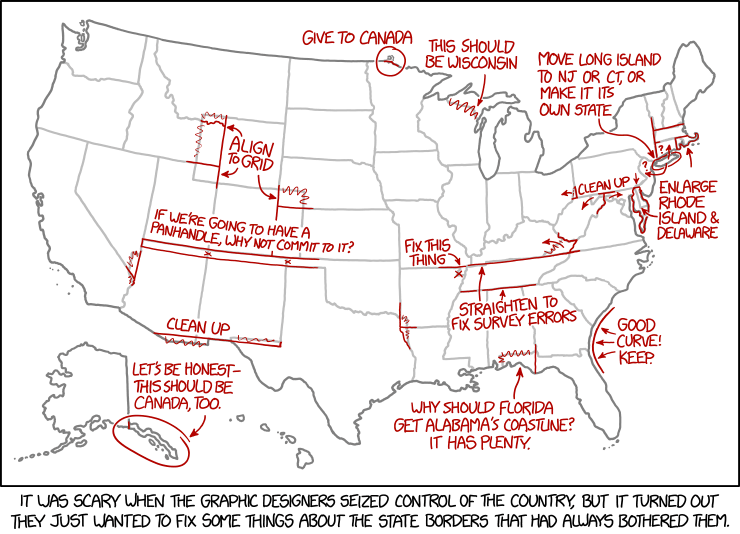 GIVE TO CANADA
THIS SHOULD
BE WISCONSIN
MOVE LONG ISLAND
TO NJ OR CT, OR
MAKE IT ITS
OWN STATE
ALIGN
TO GRID
?
?
CLEAN UP
ENLARGE
RHODE
ISLAND &
DELAWARE
IF WE'RE GOING TO HAVE A
PANHANDLE, WHY NOT COMMIT TO IT?
FIX THIS
THING
STRAIGHTEN TO
FIX SURVEY ERRORS
CLEAN UP
GOOD
CURVE!
KEEP.
LET'S BE HONEST—
THIS SHOULD BE
CANADA, TOO.
WHY SHOULD FLORIDA
GET ALABAMA'S COASTLINE?
IT HAS PLENTY.
IT WAS SCARY WHEN THE GRAPHIC DESIGNERS SEIZED CONTROL OF THE COUNTRY, BUT IT TURNED OUT
THEY JUST WANTED TO FIX SOME THINGS ABOUT THE STATE BORDERS THAT HAD ALWAYS BOTHERED THEM.